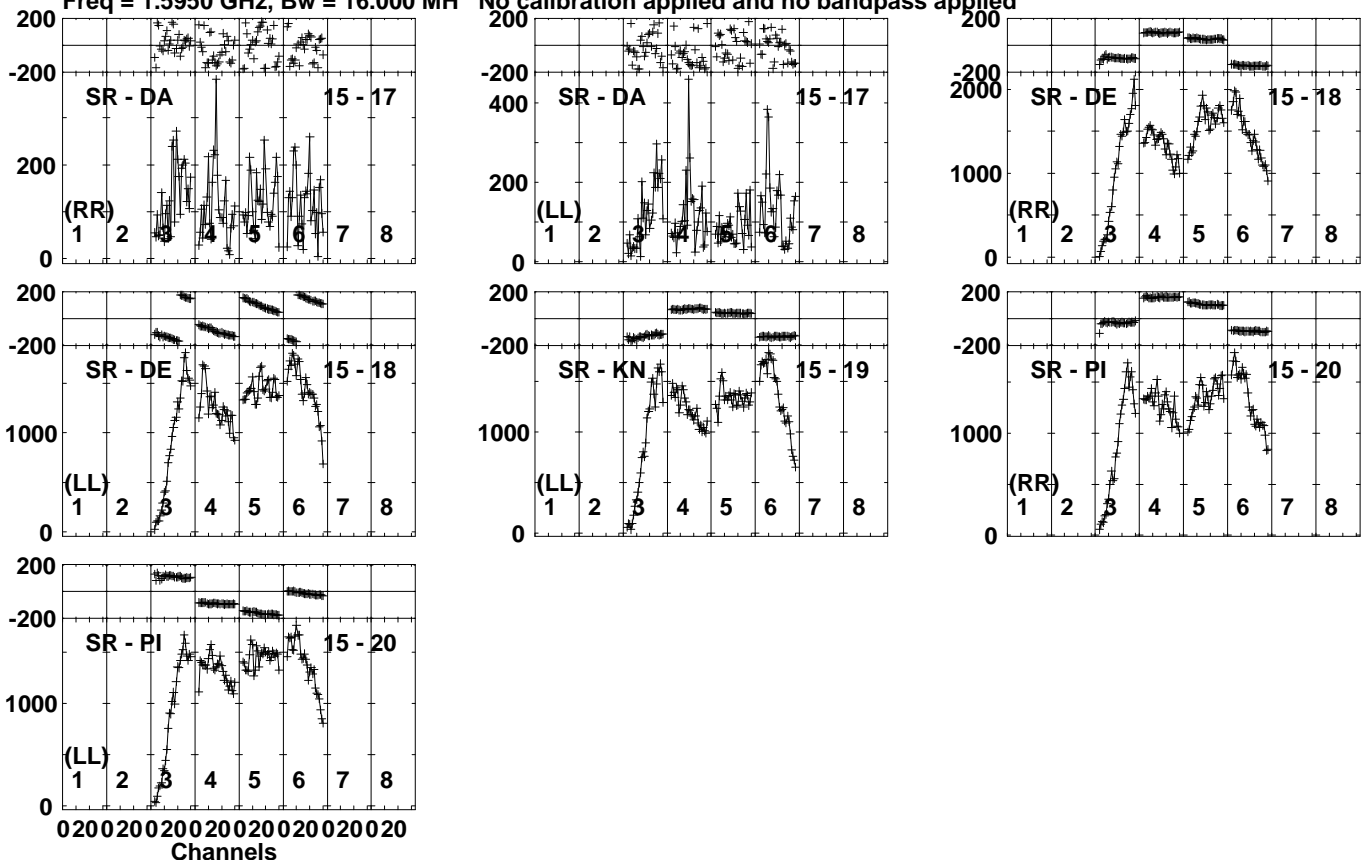 Freq = 1.5950 GHz, Bw = 16.000 MH No calibration applied and no bandpass applied
200
-200
SR - DA 15 - 17
200
(RR)
1 2 3 4 5 6 7 8
0
200
-200
SR - DA 15 - 17
400
200
(LL)
1 2 3 4 5 6 7 8
0
200
-200
SR - DE 15 - 18
2000
1000
(RR)
1 2 3 4 5 6 7 8
0
200
-200
SR - DE 15 - 18
1000
(LL)
1 2 3 4 5 6 7 8
0
200
-200
SR - KN 15 - 19
1000
(LL)
1 2 3 4 5 6 7 8
0
200
-200
SR - PI 15 - 20
1000
(RR)
1 2 3 4 5 6 7 8
0
200
-200
SR - PI 15 - 20
1000
(LL)
1 2 3 4 5 6 7 8
0
0 20 0 20 0 20 0 20 0 20 0 20 0 20 0 20
Channels